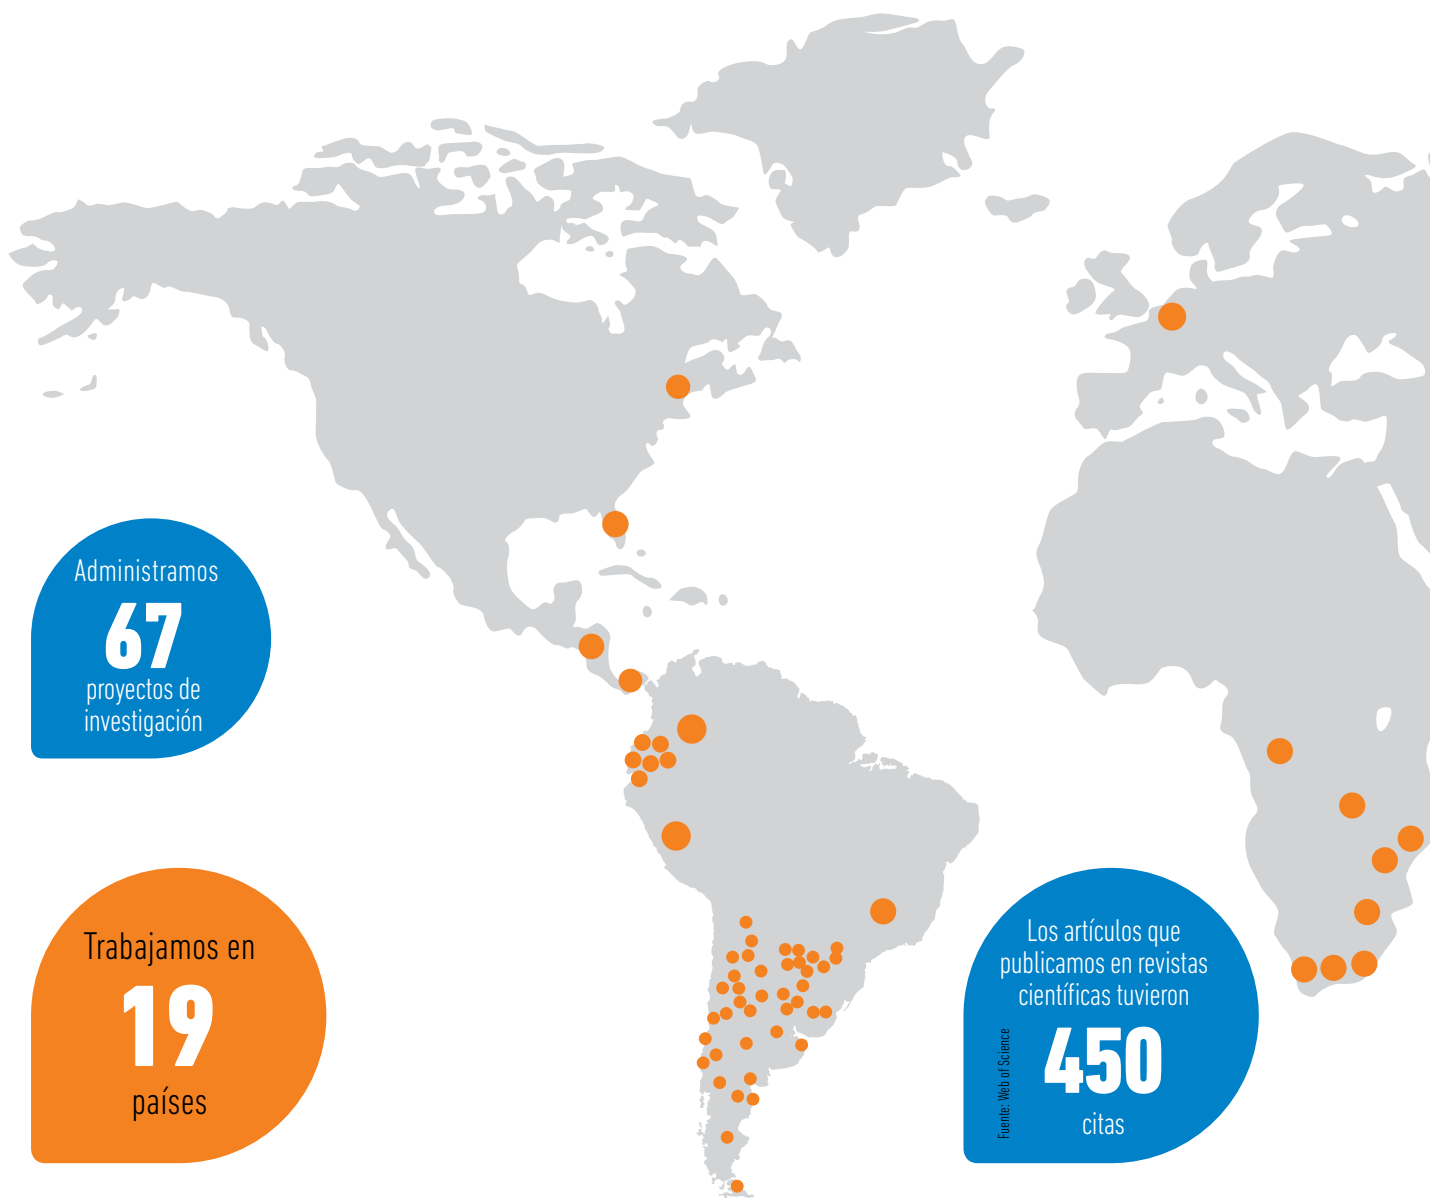 Administramos
67
proyectos de
investigación
Trabajamos en
19
países
Los artículos que
publicamos en revistas
científicas tuvieron
450
citas
Fuente: Web of Science